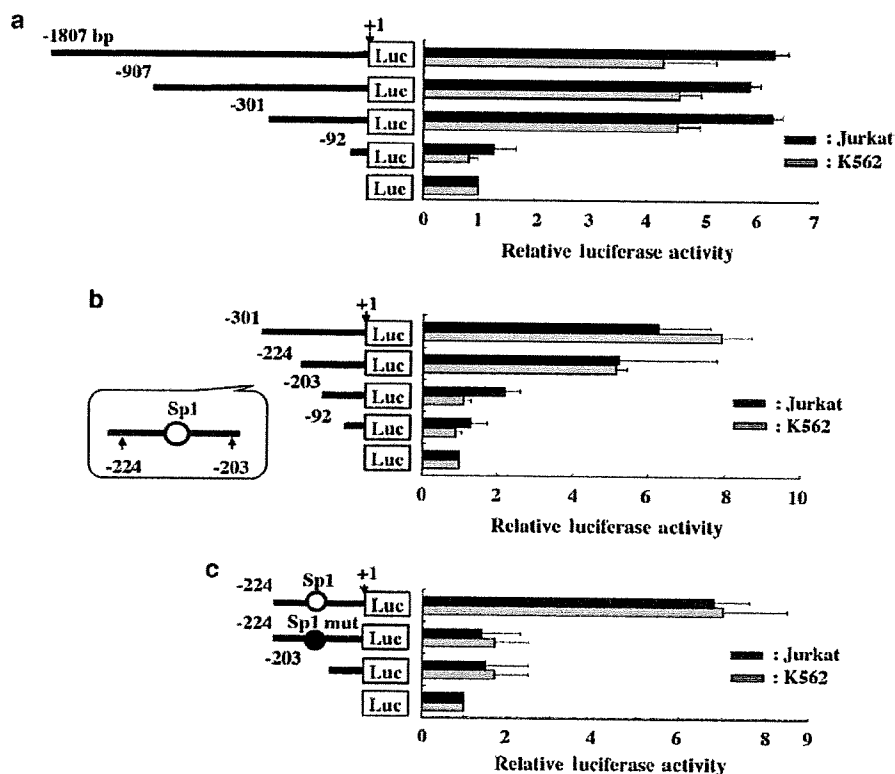 a
+1
-1807 bp
Luc
-907
Luc
-301
Luc
-92
Luc
Luc
: Jurkat
: K562
0 1 2 3 4 5 6 7
Relative luciferase activity
b
+1
-301
Luc
-224
Luc
-203
Luc
-92
Luc
Luc
Sp1
-224 -203
: Jurkat
: K562
0 2 4 6 8 10
Relative luciferase activity
c
+1
-224 Sp1
Luc
-224 Sp1 mut
Luc
-203
Luc
Luc
: Jurkat
: K562
0 2 4 6 8 9
Relative luciferase activity